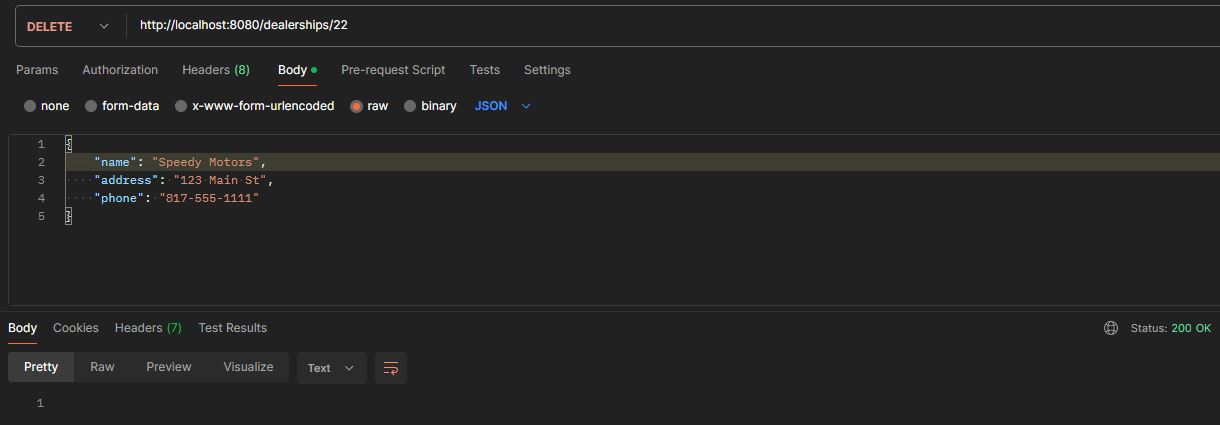 DELETE http://localhost:8080/dealerships/22
Params Authorization Headers (8) Body Pre-request Script Tests Settings
none form-data x-www-form-urlencoded raw binary JSON
1 {
2 "name": "Speedy Motors",
3 "address": "123 Main St",
4 "phone": "817-555-1111"
5 }
Body Cookies Headers (7) Test Results Status: 200 OK
Pretty Raw Preview Visualize Text
1